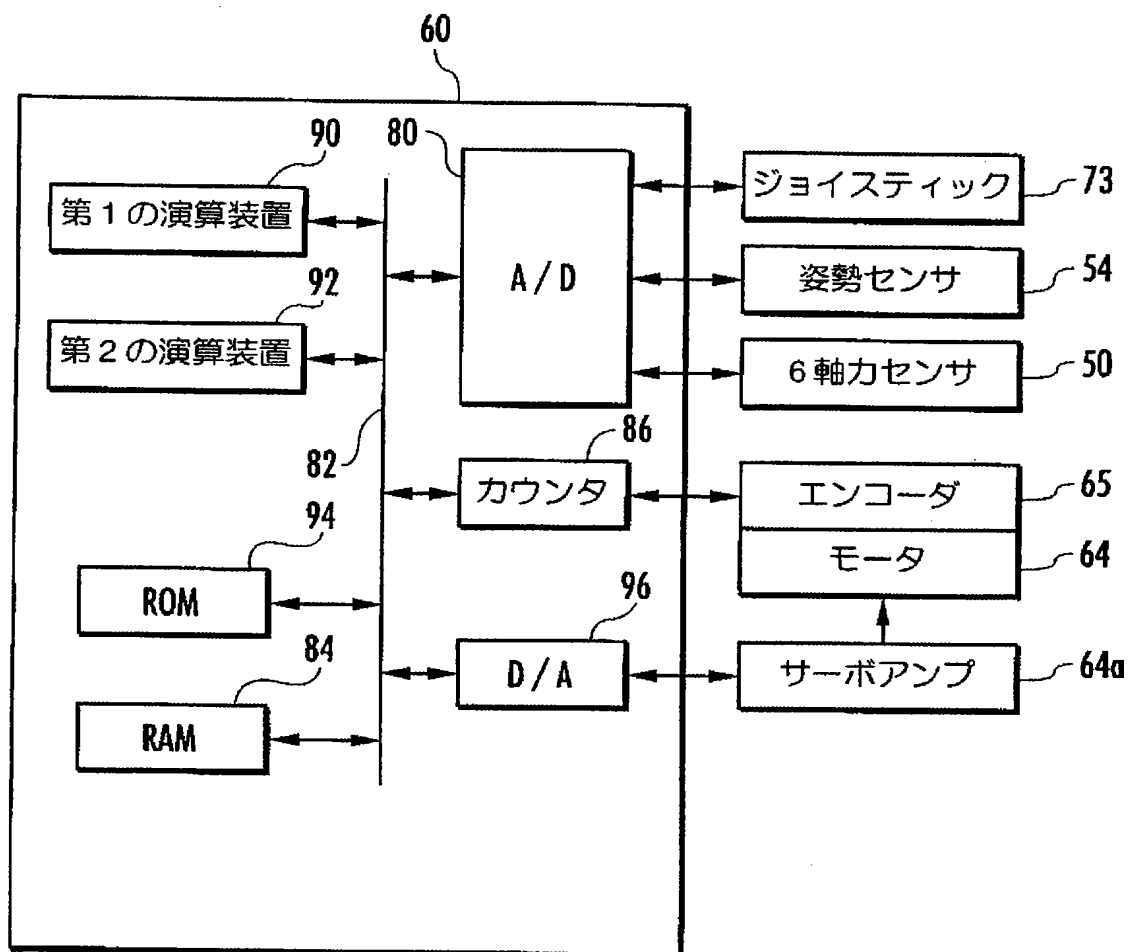 60
90
第1の演算装置
80
A/D
ジョイスティック
73
姿勢センサ
54
92
第2の演算装置
6軸力センサ
50
82
86
カウンタ
エンコーダ
65
モータ
64
94
ROM
96
D/A
サーボアンプ
64a
84
RAM